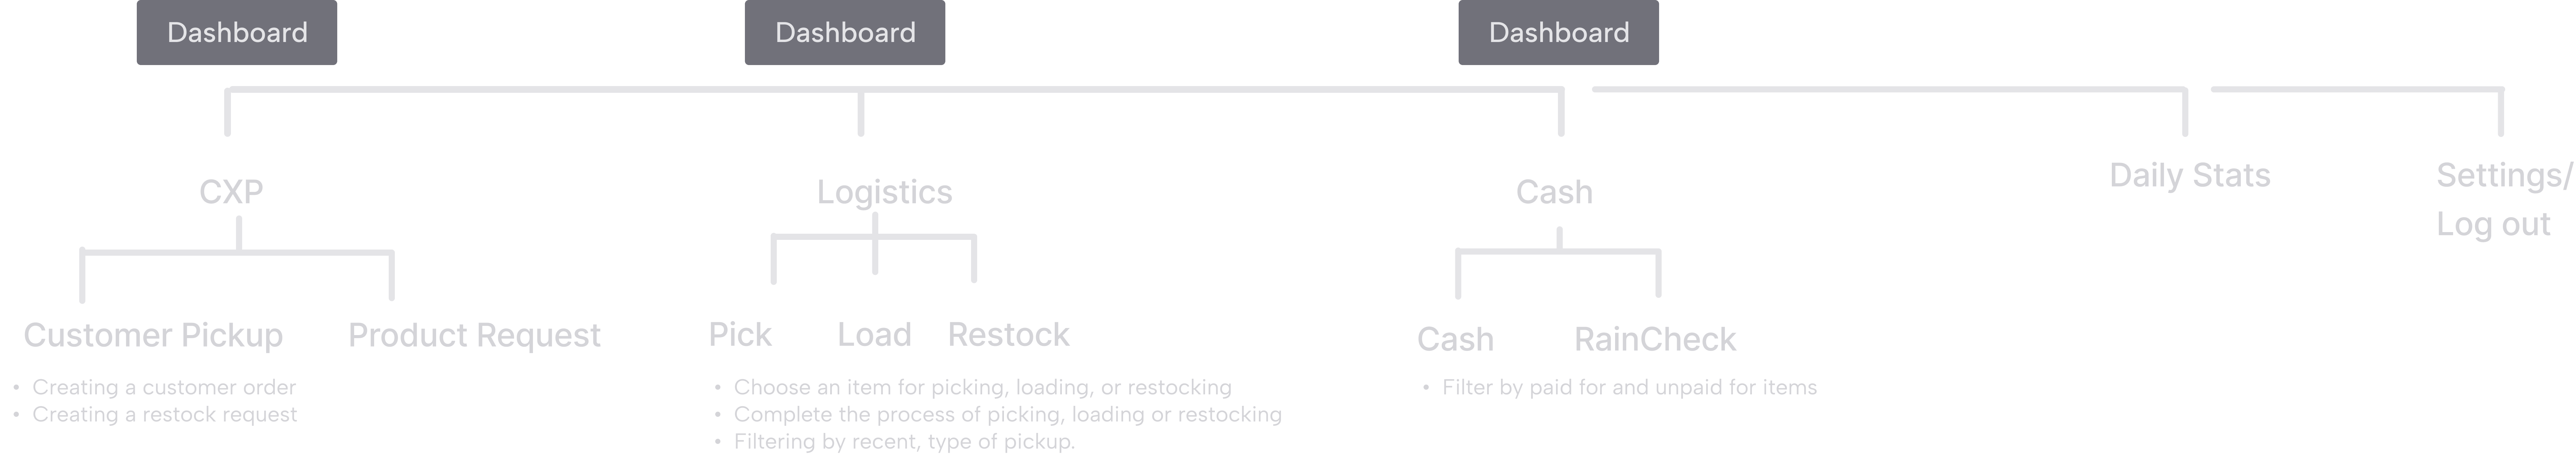 Dashboard
Dashboard
Dashboard
CXP
Logistics
Cash
Daily Stats
Settings/
Log out
Customer Pickup
Product Request
Pick
Load
Restock
Cash
RainCheck
• Creating a customer order
• Creating a restock request
• Choose an item for picking, loading, or restocking
• Complete the process of picking, loading or restocking
• Filtering by recent, type of pickup.
• Filter by paid for and unpaid for items